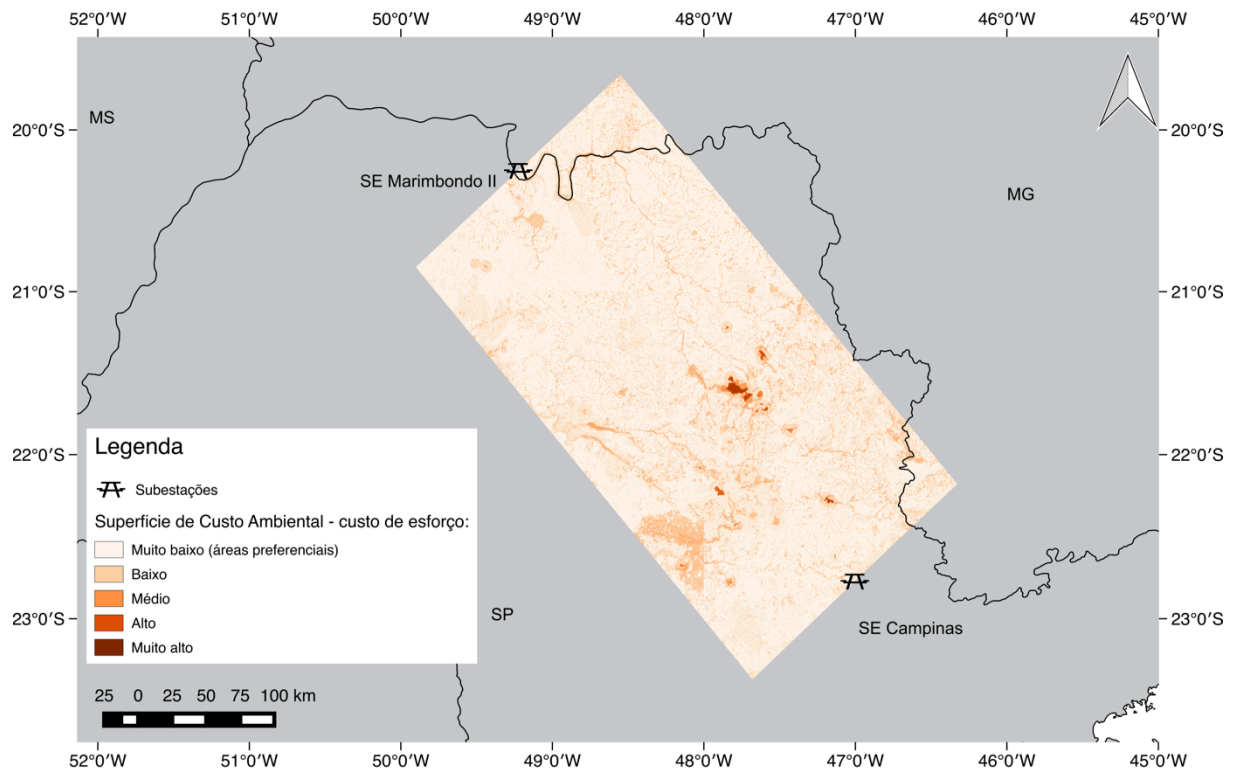 52°0′W 51°0′W 50°0′W 49°0′W 48°0′W 47°0′W 46°0′W 45°0′W
MS
20°0′S 20°0′S
SE Marimbondo II
MG
21°0′S 21°0′S
22°0′S 22°0′S
Legenda
Subestações
Superficie de Custo Ambiental - custo de esforço:
Muito baixo (áreas preferenciais)
Baixo
Médio
Alto
Muito alto
23°0′S 23°0′S
SP
SE Campinas
25 0 25 50 75 100 km
52°0′W 51°0′W 50°0′W 49°0′W 48°0′W 47°0′W 46°0′W 45°0′W